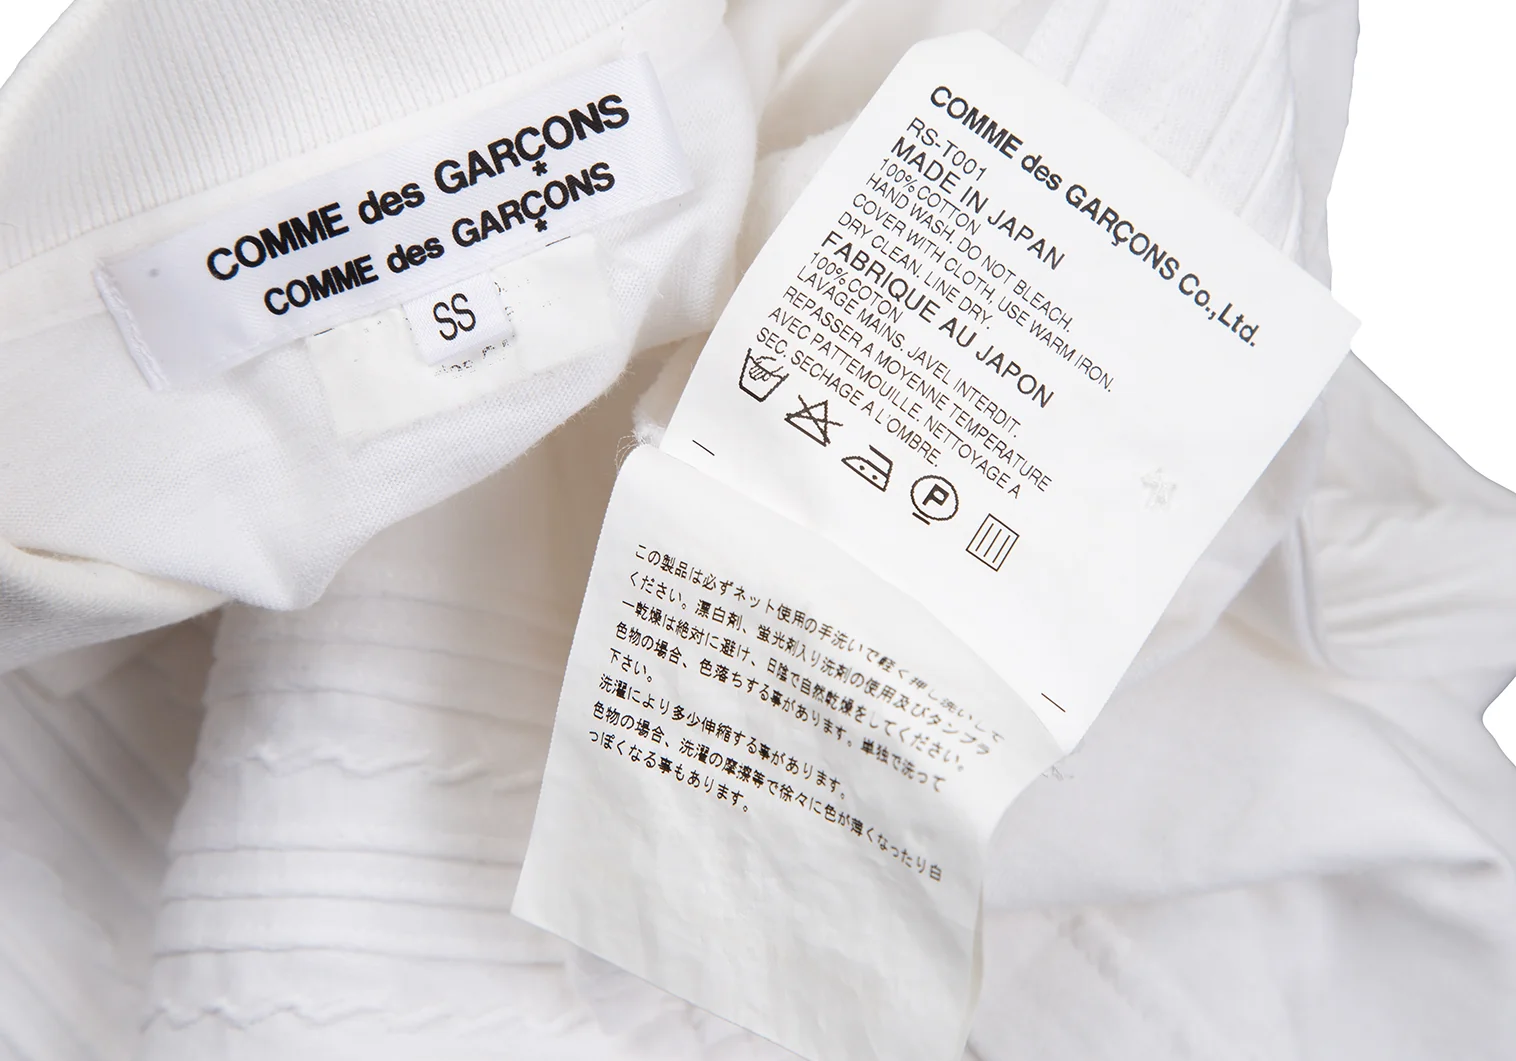 COMME des GARÇONS
COMME des GARÇONS
SS
COMME des GARÇONS Co.,Ltd.
RS-T001
MADE IN JAPAN
100% COTTON
HAND WASH. DO NOT BLEACH.
COVER WITH CLOTH, USE WARM IRON.
DRY CLEAN. LINE DRY.
FABRIQUE AU JAPON
100% COTON
LAVAGE MAINS. JAVEL INTERDIT.
REPASSER A MOYENNE TEMPERATURE
AVEC PATTEMOUILLE. NETTOYAGE A
SEC. SECHAGE A L'OMBRE.
P
この製品は必ずネット使用の手洗いで軽く押し洗いして
ください。漂白剤、蛍光剤入り洗剤の使用及びタンブラ
ー乾燥は絶対に避け、日陰で自然乾燥をしてください。
色物の場合、色落ちする事があります。単独で洗って
下さい。
洗濯により多少伸縮する事があります。
色物の場合、洗濯の摩擦等で徐々に色が薄くなったり白
っぽくなる事もあります。